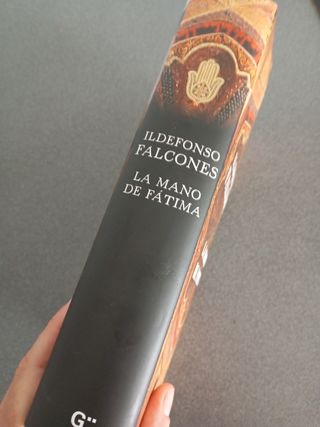 ILDEFONSO
FALCONES
LA MANO
DE FÁTIMA
G